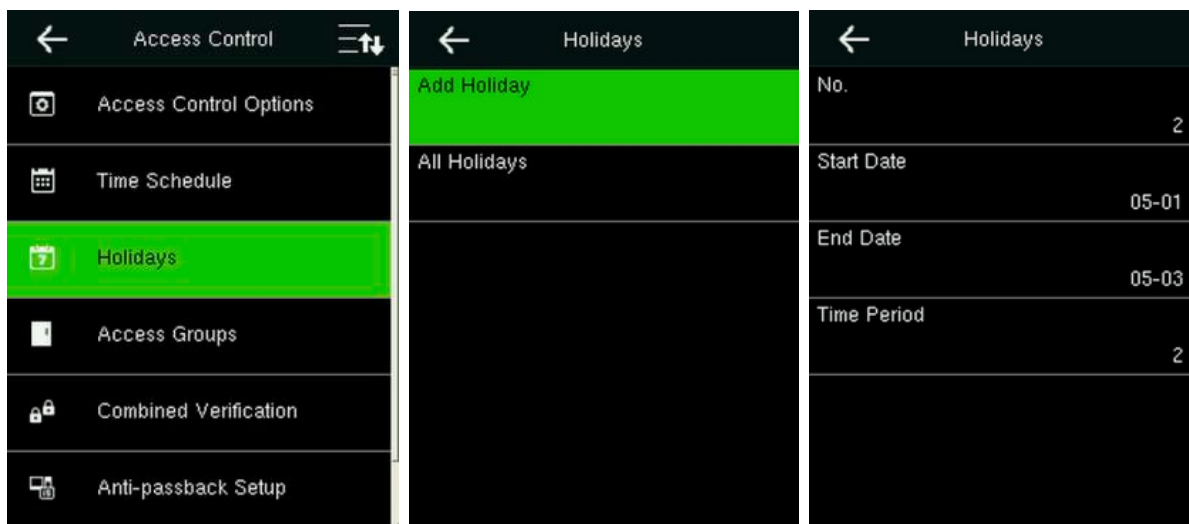 Access Control
Access Control Options
Time Schedule
Holidays
Access Groups
Combined Verification
Anti-passback Setup
Holidays
Add Holiday
All Holidays
Holidays
No.
2
Start Date
05-01
End Date
05-03
Time Period
2